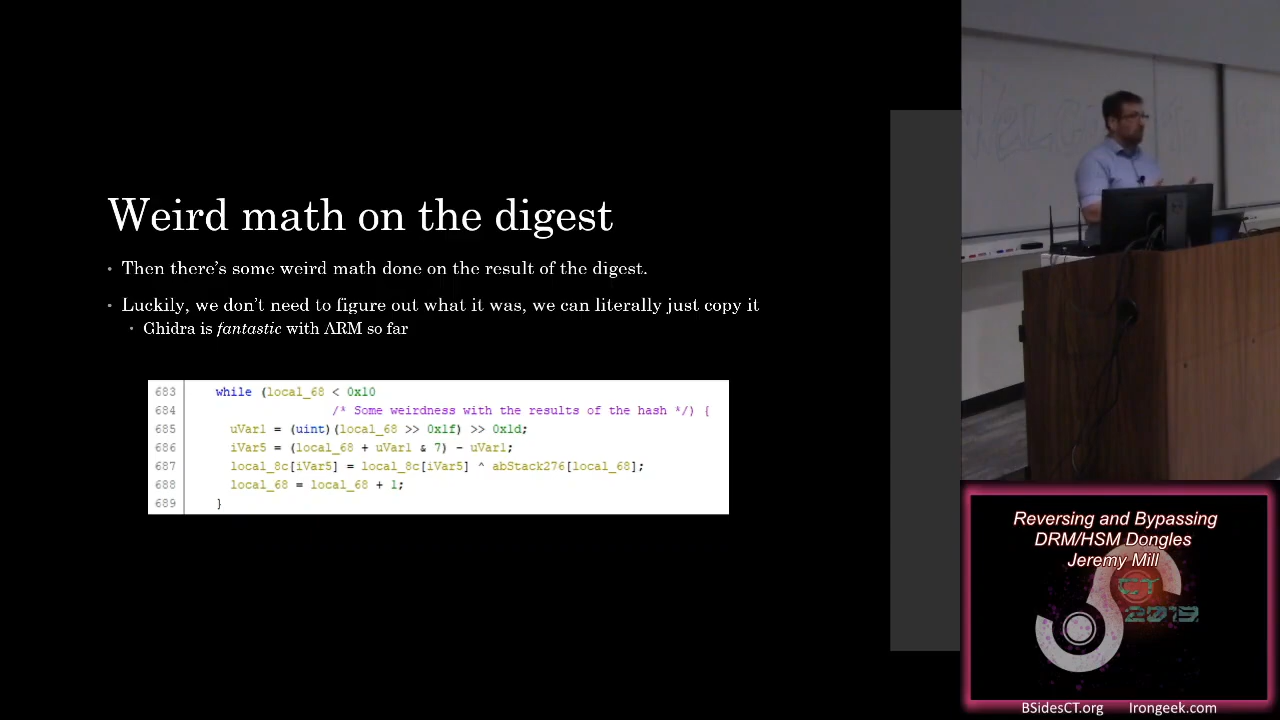 Weird math on the digest
• Then there's some weird math done on the result of the digest.
• Luckily, we don't need to figure out what it was, we can literally just copy it
• Ghidra is fantastic with ARM so far
683 while (local_68 < 0x10
684 /* Some weirdness with the results of the hash */) {
685 uVar1 = (uint)(local_68 >> 0x1f) >> 0x1d;
686 iVar5 = (local_68 + uVar1 & 7) - uVar1;
687 local_8c[iVar5] = local_8c[iVar5] ^ abStack276[local_68];
688 local_68 = local_68 + 1;
689 }
Reversing and Bypassing
DRM/HSM Dongles
Jeremy Mill
CT
2019
BSidesCT.org Irongeek.com